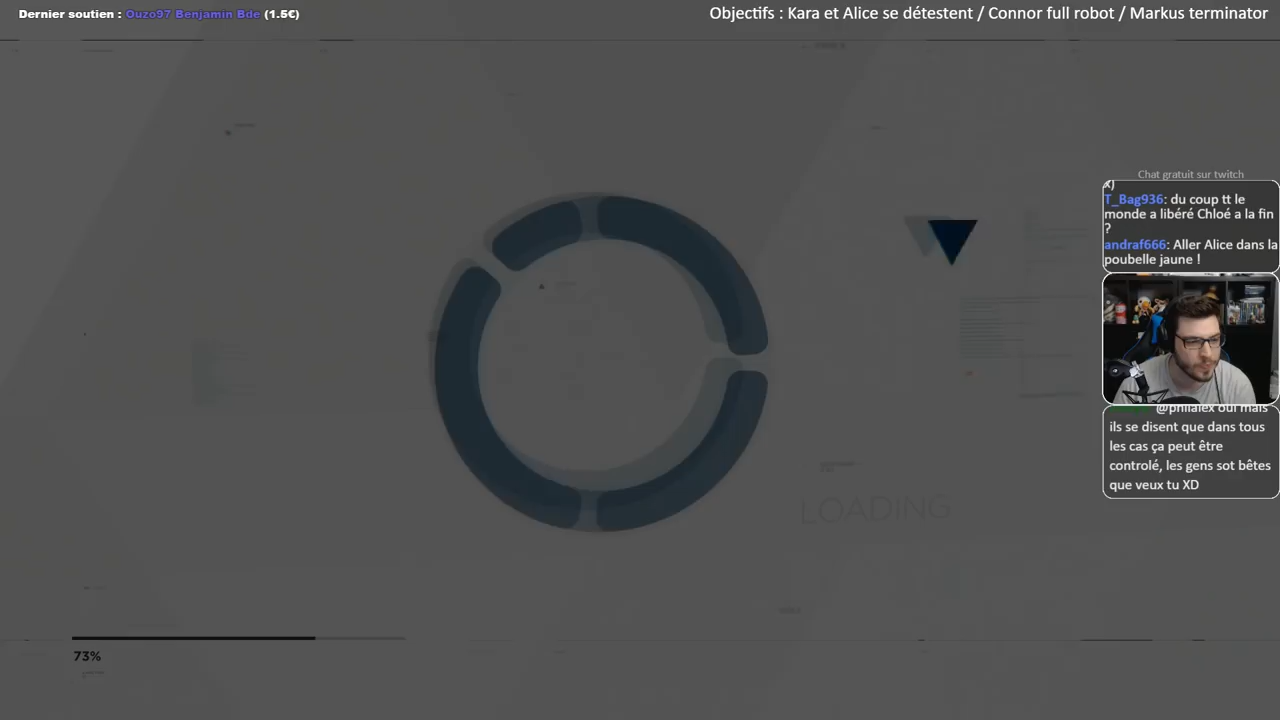 Dernier soutien : Ouzo97 Benjamin Bde (1.5€)
Objectifs : Kara et Alice se détestent / Connor full robot / Markus terminator
Chat gratuit sur twitch
X)
T_Bag936: du coup tt le
monde a libéré Chloé a la fin
?
andraf666: Aller Alice dans la
poubelle jaune !
@philalex oui mais
ils se disent que dans tous
les cas ça peut être
controlé, les gens sot bêtes
que veux tu XD
LOADING
73%